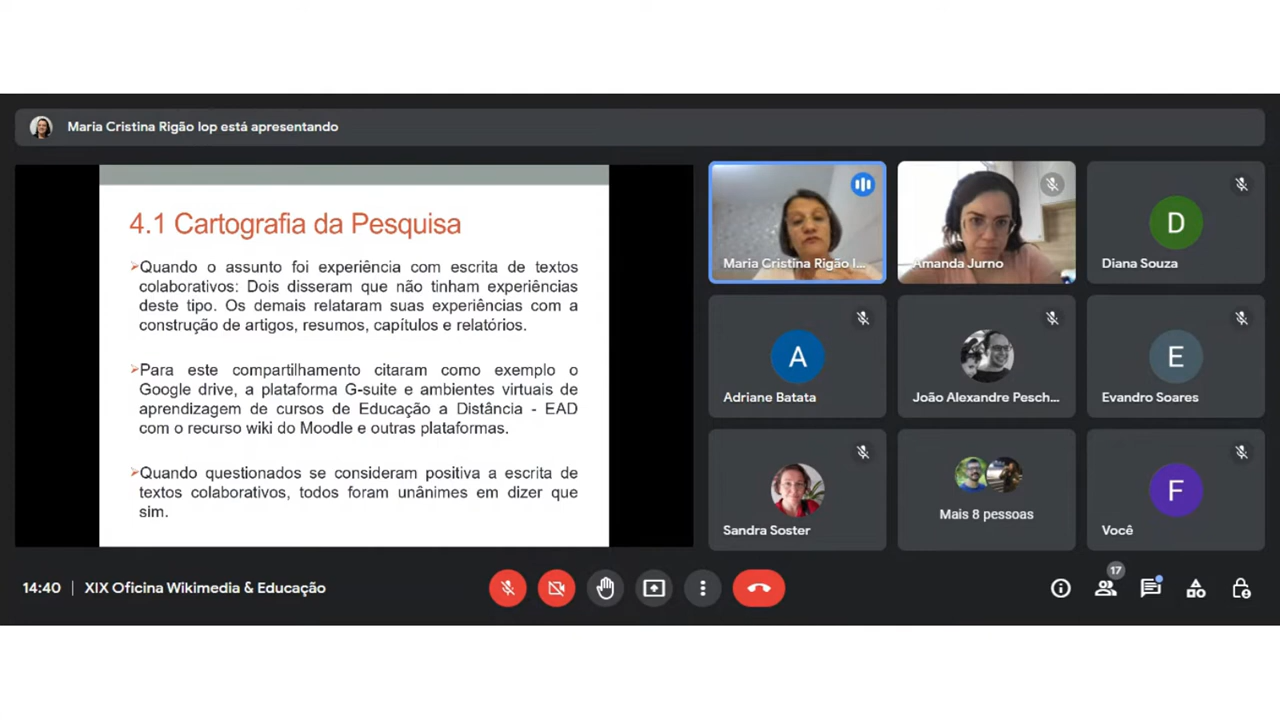 Maria Cristina Rigão Iop está apresentando
4.1 Cartografia da Pesquisa
➢Quando o assunto foi experiência com escrita de textos
colaborativos: Dois disseram que não tinham experiências
deste tipo. Os demais relataram suas experiências com a
construção de artigos, resumos, capítulos e relatórios.
➢Para este compartilhamento citaram como exemplo o
Google drive, a plataforma G-suite e ambientes virtuais de
aprendizagem de cursos de Educação a Distância - EAD
com o recurso wiki do Moodle e outras plataformas.
➢Quando questionados se consideram positiva a escrita de
textos colaborativos, todos foram unânimes em dizer que
sim.
Maria Cristina Rigão I...
Amanda Jurno
D
Diana Souza
A
Adriane Batata
João Alexandre Pesch...
E
Evandro Soares
Sandra Soster
Mais 8 pessoas
F
Você
14:40 | XIX Oficina Wikimedia & Educação
17